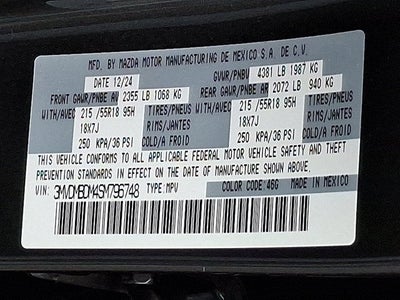 MFD. BY MAZDA MOTOR MANUFACTURING DE MEXICO S.A. DE C.V.
DATE 12/24 GVWR/PNBV 4381 LB 1987 KG
FRONT GAWR/PNBE AV 2355 LB 1068 KG REAR GAWR/PNBE AR 2072 LB 940 KG
WITH/AVEC 215/55R18 95H TIRES/PNEUS WITH/AVEC 215/55R18 95H TIRES/PNEUS
18X7J RIMS/JANTES 18X7J RIMS/JANTES
250 KPA/36 PSI COLD/A FROID 250 KPA/36 PSI COLD/A FROID
THIS VEHICLE CONFORMS TO ALL APPLICABLE FEDERAL MOTOR VEHICLE SAFETY AND THEFT
PREVENTION STANDARDS IN EFFECT ON THE DATE OF MANUFACTURE SHOWN ABOVE.
VIN: 3MVDMBDM4SM796748 TYPE: MPV COLOR CODE: 46G MADE IN MEXICO